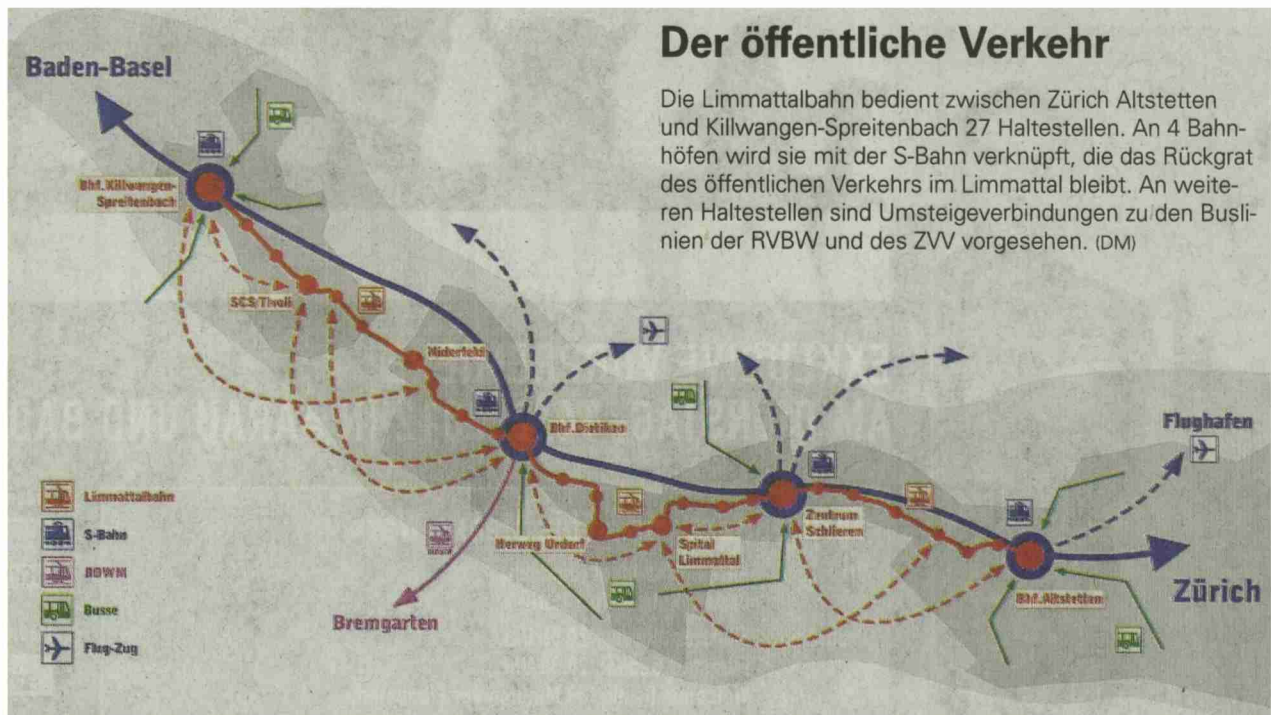 Der öffentliche Verkehr
Die Limmattalbahn bedient zwischen Zürich Altstetten
und Killwangen-Spreitenbach 27 Haltestellen. An 4 Bahn-
höfen wird sie mit der S-Bahn verknüpft, die das Rückgrat
des öffentlichen Verkehrs im Limmattal bleibt. An weite-
ren Haltestellen sind Umsteigeverbindungen zu den Busli-
nien der RVBW und des ZVV vorgesehen. (DM)
Baden-Basel
Bhf. Killwangen-
Spreitenbach
SCS/Tivoli
Niderfeld
Bhf. Dietikon
Flughafen
Zentrum
Schlieren
Herweg Urdorf
Spital
Limmattal
Bhf. Altstetten
Zürich
Bremgarten
Limmattalbahn
S-Bahn
BDWM
Busse
Flug-Zug